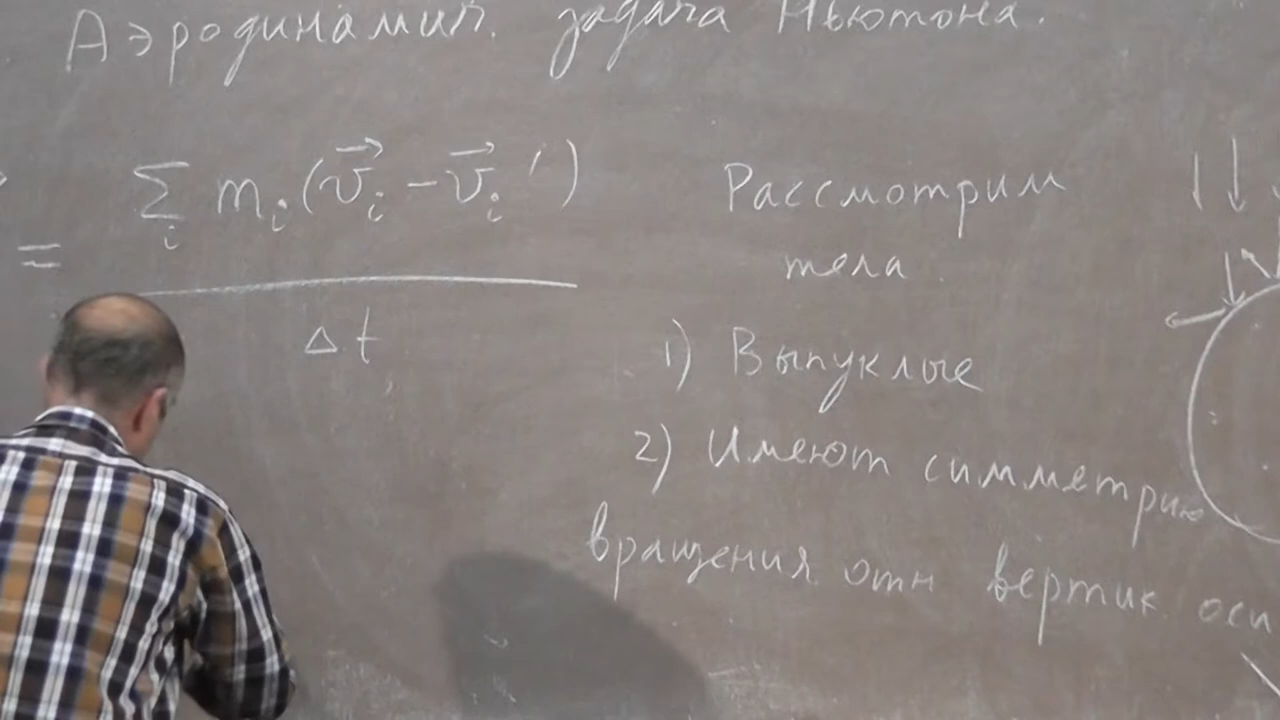 Аэродинамич. задача Ньютона.
= 
∑ᵢ mᵢ(v⃗ᵢ − v⃗ᵢ′)
Δt
Рассмотрим
тела.
1) Выпуклые
2) Имеют симметрию
вращения отн вертик оси